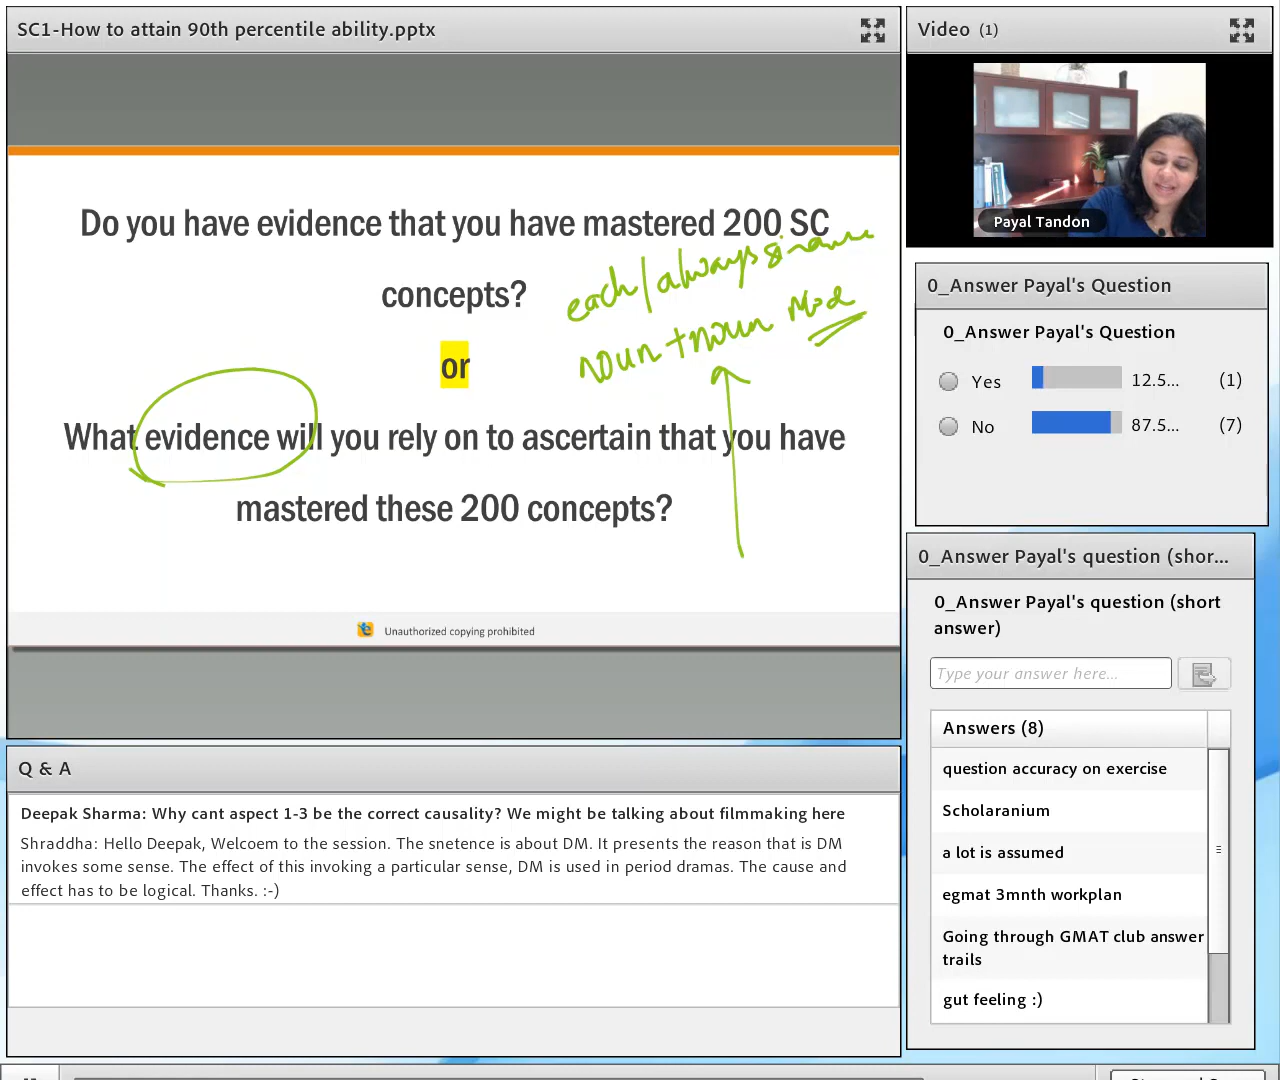 SC1-How to attain 90th percentile ability.pptx
Do you have evidence that you have mastered 200 SC
concepts?
each/always
noun + noun Mod
or
What evidence will you rely on to ascertain that you have
mastered these 200 concepts?
Unauthorized copying prohibited
Q & A
Deepak Sharma: Why cant aspect 1-3 be the correct causality? We might be talking about filmmaking here
Shraddha: Hello Deepak, Welcoem to the session. The snetence is about DM. It presents the reason that is DM
invokes some sense. The effect of this invoking a particular sense, DM is used in period dramas. The cause and
effect has to be logical. Thanks. :-)
Video (1)
Payal Tandon
0_Answer Payal's Question
0_Answer Payal's Question
Yes 12.5... (1)
No 87.5... (7)
0_Answer Payal's question (shor...
0_Answer Payal's question (short
answer)
Type your answer here...
Answers (8)
question accuracy on exercise
Scholaranium
a lot is assumed
egmat 3mnth workplan
Going through GMAT club answer
trails
gut feeling :)